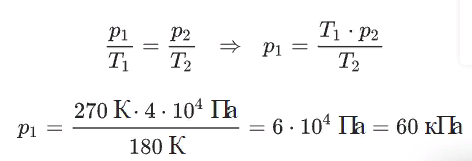 p₁/T₁ = p₂/T₂ ⇒ p₁ = T₁ · p₂/T₂
p₁ = 270 К · 4 · 10⁴ Па/180 К = 6 · 10⁴ Па = 60 кПа